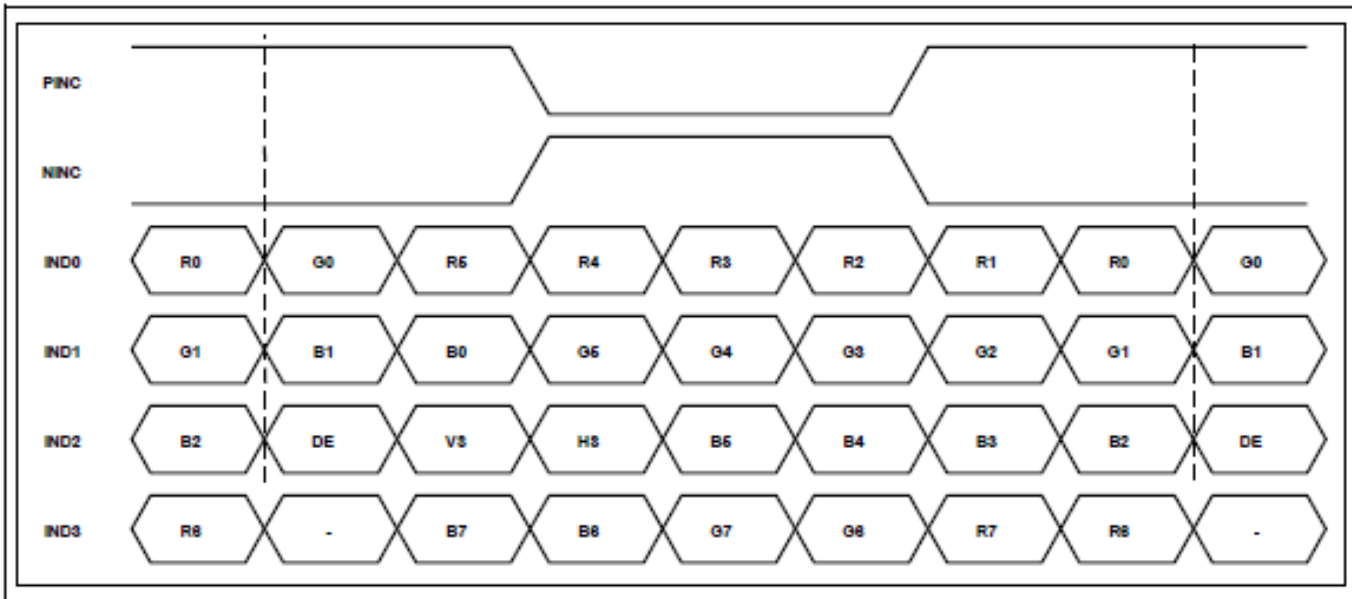 PINC
NINC
IND0 R0 G0 R5 R4 R3 R2 R1 R0 G0
IND1 G1 B1 B0 G5 G4 G3 G2 G1 B1
IND2 B2 DE VS HS B5 B4 B3 B2 DE
IND3 R6 - B7 B6 G7 G6 R7 R6 -